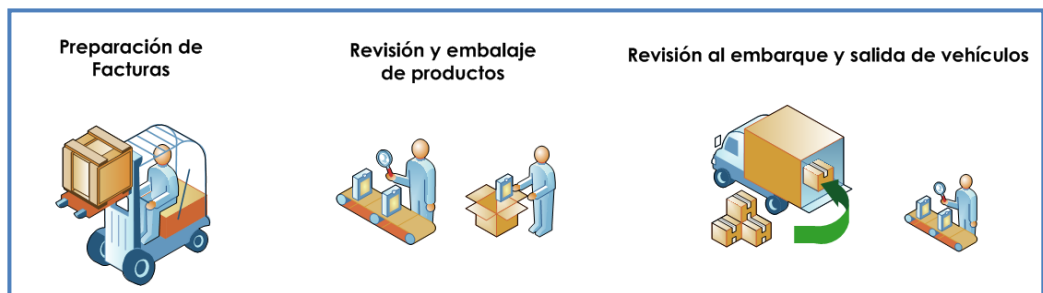 Preparación de
Facturas
Revisión y embalaje
de productos
Revisión al embarque y salida de vehículos